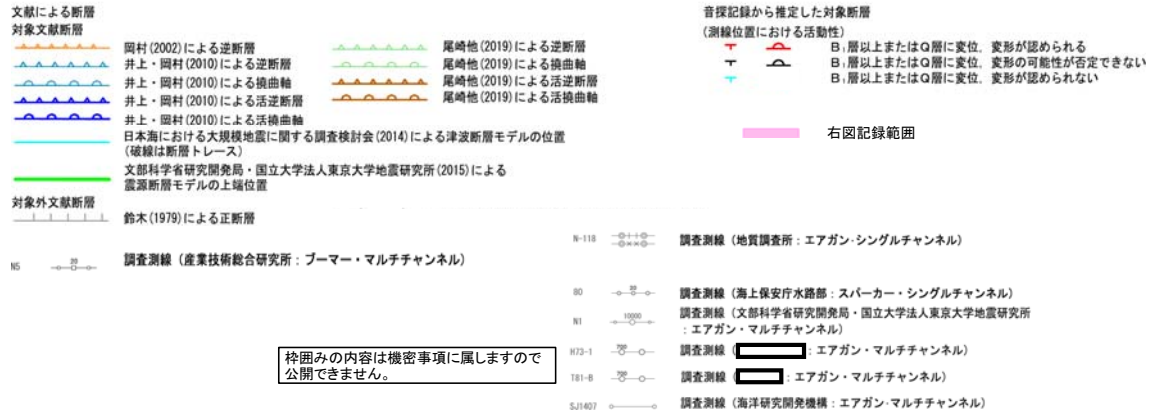 文献による断層
対象文献断層
岡村(2002)による逆断層
井上・岡村(2010)による逆断層
井上・岡村(2010)による撓曲軸
井上・岡村(2010)による活逆断層
井上・岡村(2010)による活撓曲軸
尾崎他(2019)による逆断層
尾崎他(2019)による撓曲軸
尾崎他(2019)による活逆断層
尾崎他(2019)による活撓曲軸
日本海における大規模地震に関する調査検討会(2014)による津波断層モデルの位置
(破線は断層トレース)
文部科学省研究開発局・国立大学法人東京大学地震研究所(2015)による
震源断層モデルの上端位置
対象外文献断層
鈴木(1979)による正断層
N5
20
調査測線（産業技術総合研究所：ブーマー・マルチチャンネル）
音探記録から推定した対象断層
(測線位置における活動性)
B1層以上またはQ層に変位，変形が認められる
B1層以上またはQ層に変位，変形の可能性が否定できない
B1層以上またはQ層に変位，変形が認められない
右図記録範囲
N-118
調査測線（地質調査所：エアガン・シングルチャンネル）
80
20
調査測線（海上保安庁水路部：スパーカー・シングルチャンネル）
N1
10000
調査測線（文部科学省研究開発局・国立大学法人東京大学地震研究所
：エアガン・マルチチャンネル）
H73-1
700
調査測線（ ：エアガン・マルチチャンネル）
T81-B
700
調査測線（ ：エアガン・マルチチャンネル）
SJ1407
調査測線（海洋研究開発機構：エアガン・マルチチャンネル）
枠囲みの内容は機密事項に属しますので
公開できません。